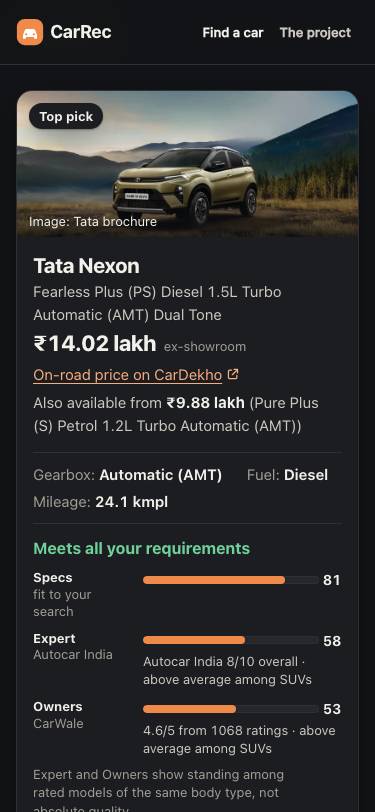 CarRec
Find a car
The project
Top pick
Image: Tata brochure
Tata Nexon
Fearless Plus (PS) Diesel 1.5L Turbo
Automatic (AMT) Dual Tone
₹14.02 lakh ex-showroom
On-road price on CarDekho
Also available from ₹9.88 lakh (Pure Plus
(S) Petrol 1.2L Turbo Automatic (AMT))
Gearbox: Automatic (AMT) Fuel: Diesel
Mileage: 24.1 kmpl
Meets all your requirements
Specs
fit to your
search
81
Expert
Autocar India
58
Autocar India 8/10 overall ·
above average among SUVs
Owners
CarWale
53
4.6/5 from 1068 ratings · above
average among SUVs
Expert and Owners show standing among
rated models of the same body type, not
absolute quality